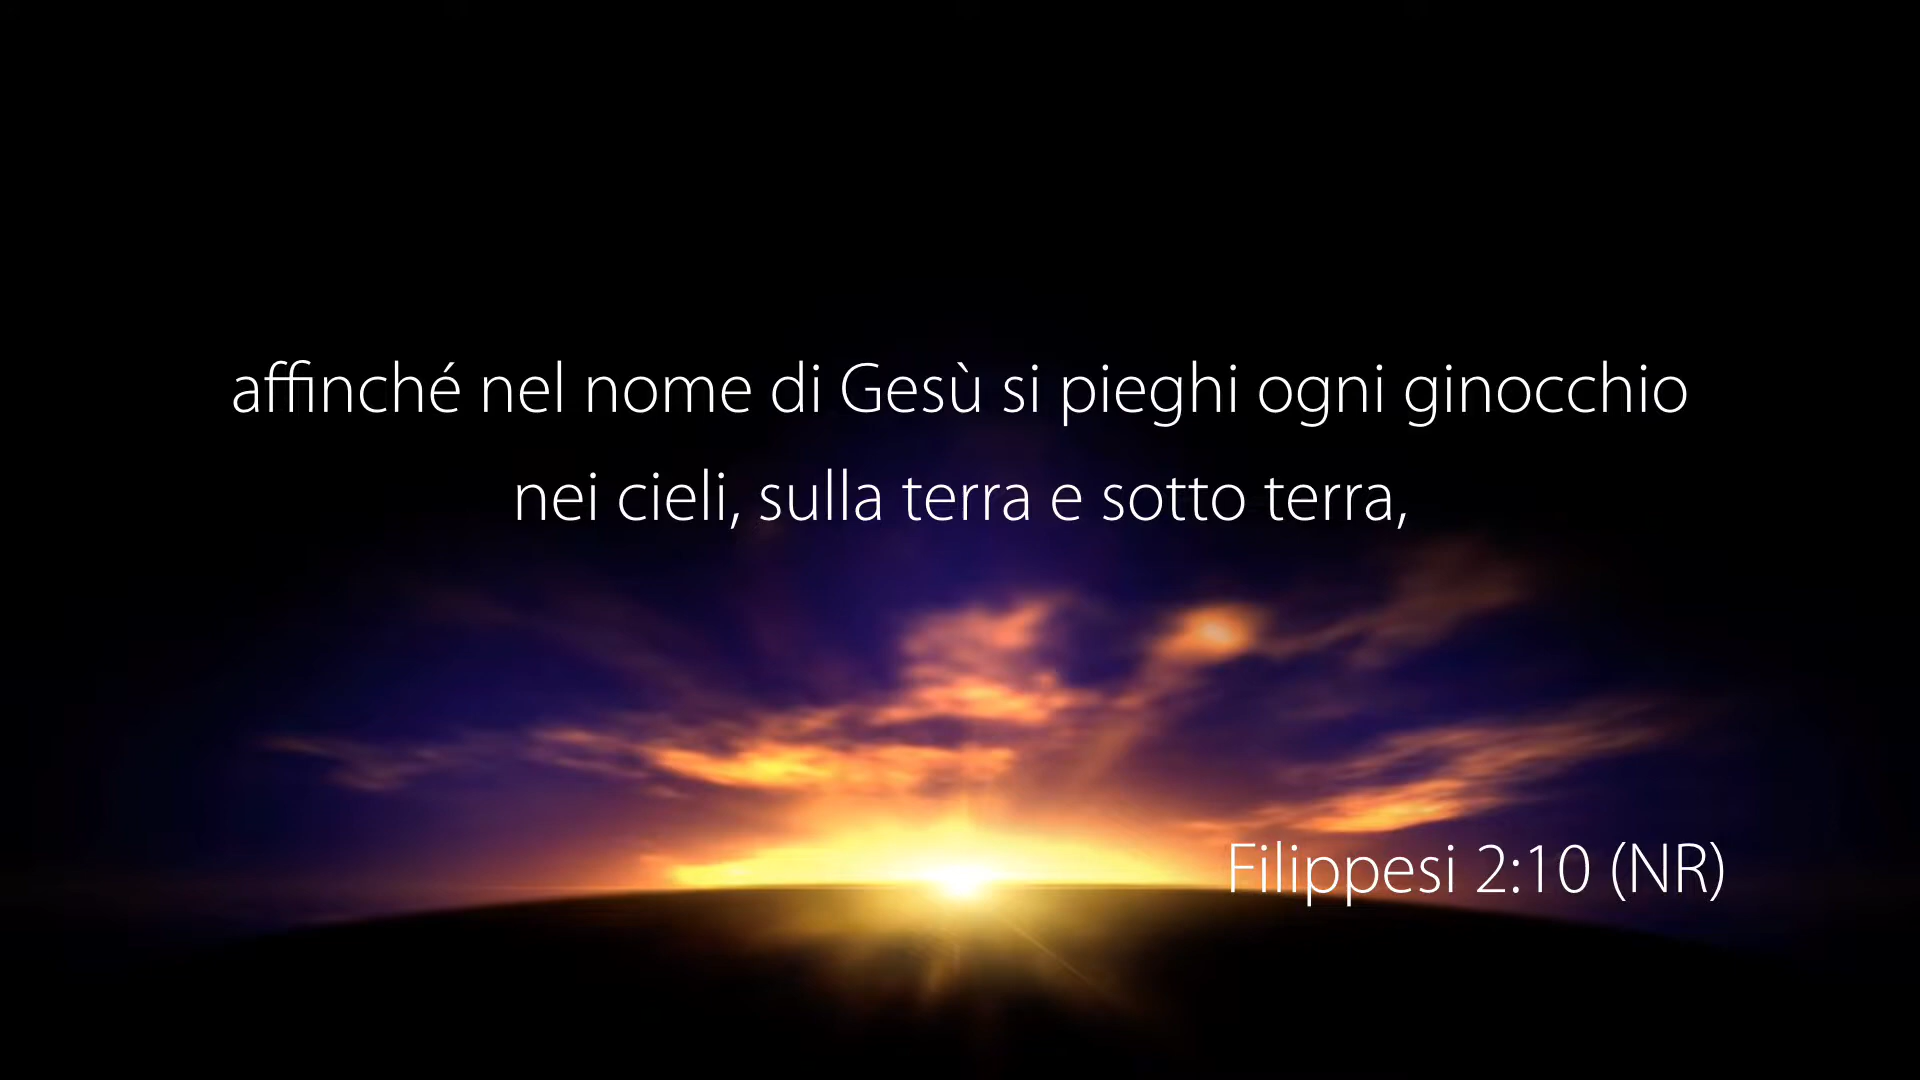 affinché nel nome di Gesù si pieghi ogni ginocchio
nei cieli, sulla terra e sotto terra,
Filippesi 2:10 (NR)